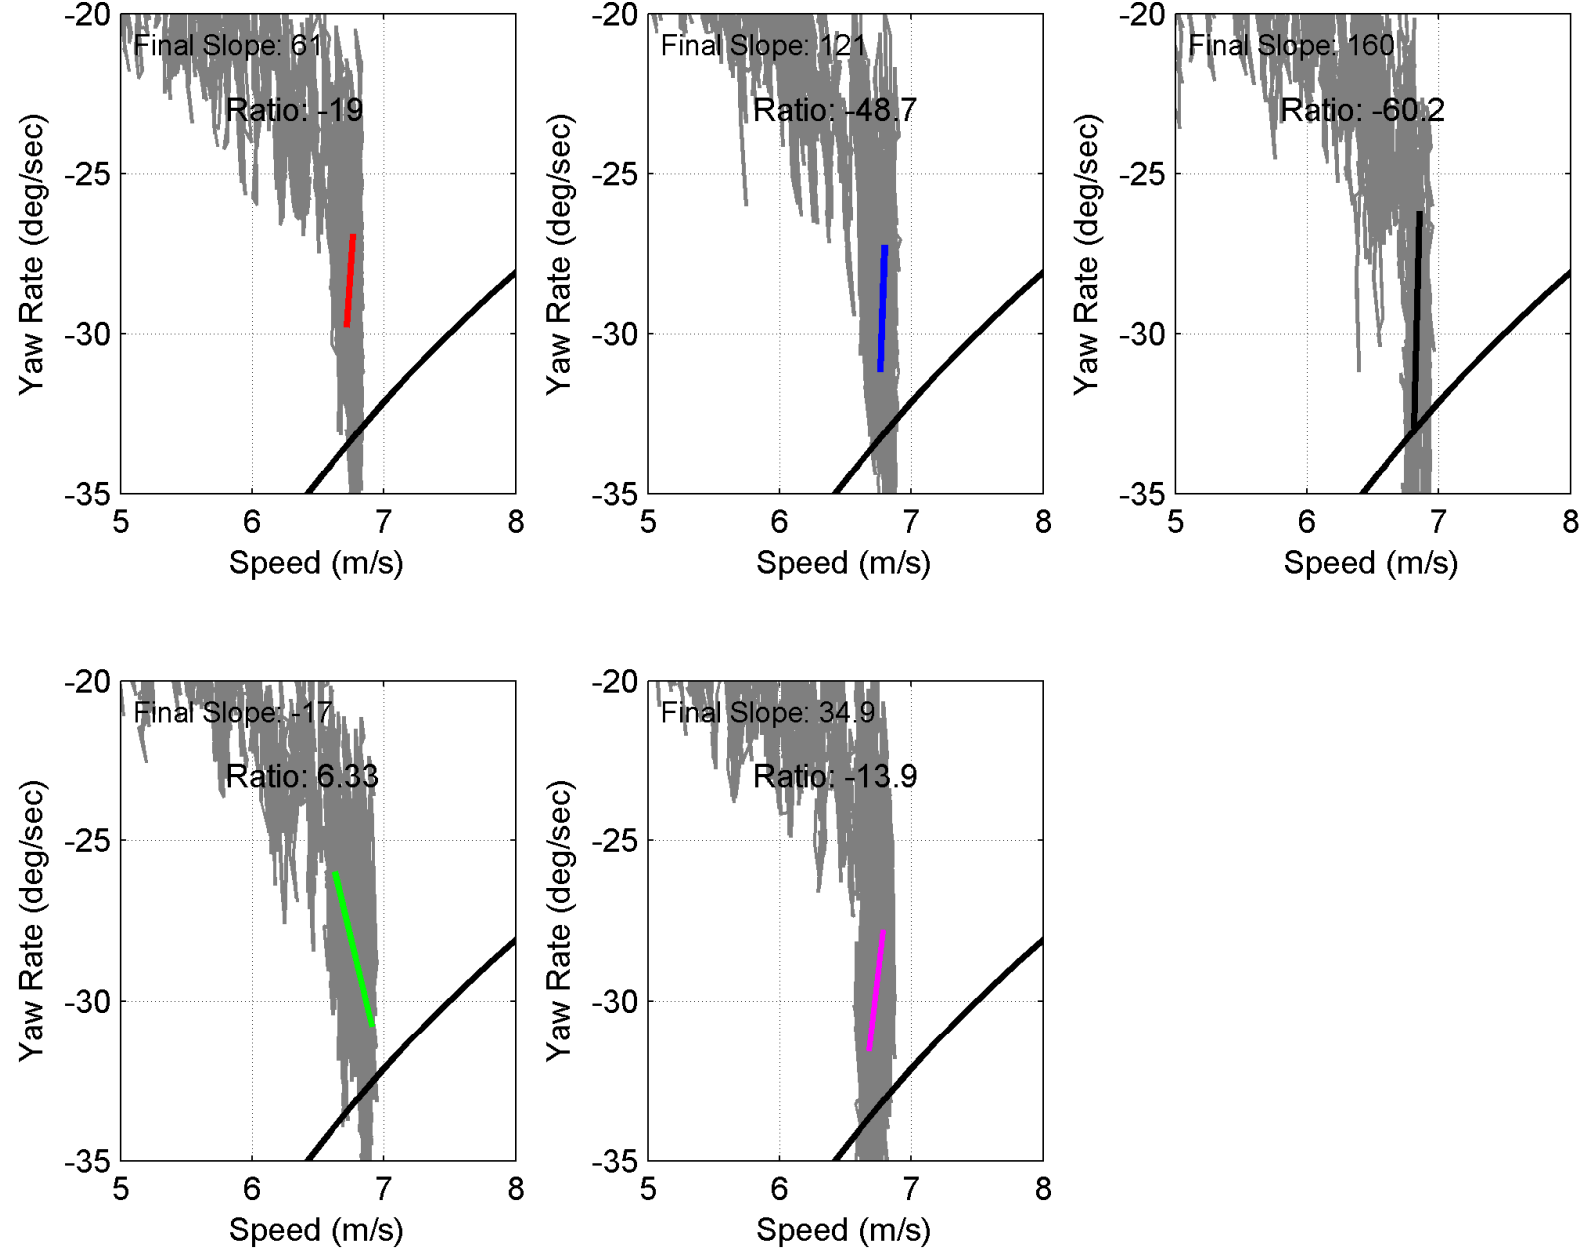 -20
-25
-30
-35
Yaw Rate (deg/sec)
Final Slope: 61
Ratio: -19
5 6 7 8
Speed (m/s)
-20
-25
-30
-35
Yaw Rate (deg/sec)
Final Slope: 121
Ratio: -48.7
5 6 7 8
Speed (m/s)
-20
-25
-30
-35
Yaw Rate (deg/sec)
Final Slope: 160
Ratio: -60.2
5 6 7 8
Speed (m/s)
-20
-25
-30
-35
Yaw Rate (deg/sec)
Final Slope: -17
Ratio: 6.33
5 6 7 8
Speed (m/s)
-20
-25
-30
-35
Yaw Rate (deg/sec)
Final Slope: 34.9
Ratio: -13.9
5 6 7 8
Speed (m/s)